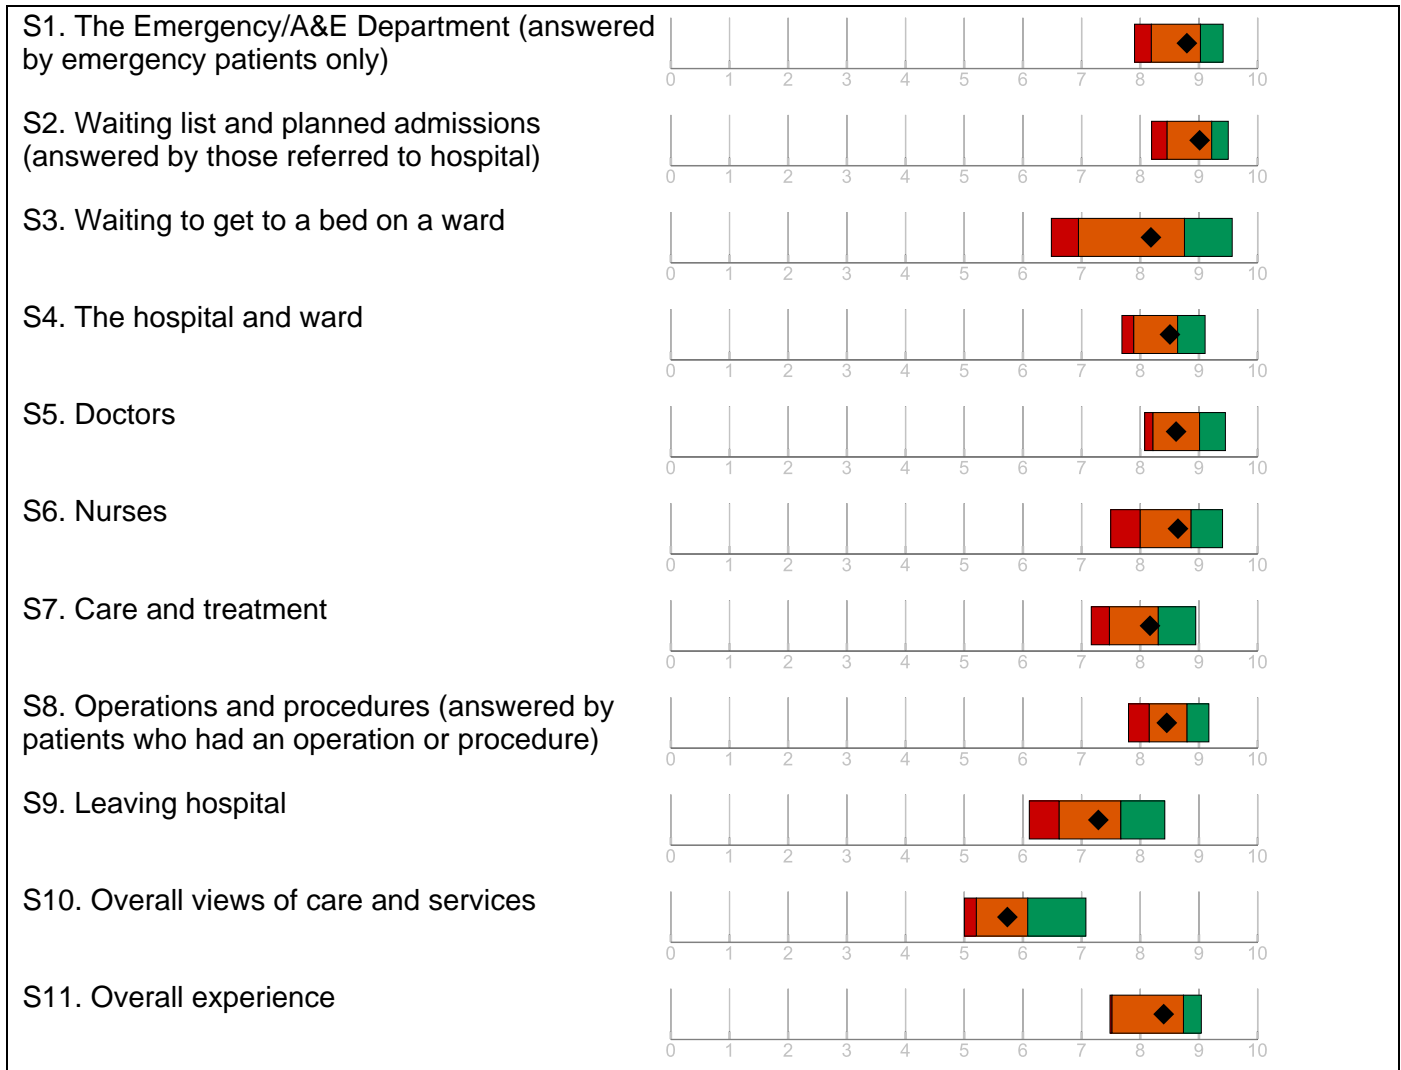 S1. The Emergency/A&E Department (answered
by emergency patients only)
0 1 2 3 4 5 6 7 8 9 10
S2. Waiting list and planned admissions
(answered by those referred to hospital)
0 1 2 3 4 5 6 7 8 9 10
S3. Waiting to get to a bed on a ward
0 1 2 3 4 5 6 7 8 9 10
S4. The hospital and ward
0 1 2 3 4 5 6 7 8 9 10
S5. Doctors
0 1 2 3 4 5 6 7 8 9 10
S6. Nurses
0 1 2 3 4 5 6 7 8 9 10
S7. Care and treatment
0 1 2 3 4 5 6 7 8 9 10
S8. Operations and procedures (answered by
patients who had an operation or procedure)
0 1 2 3 4 5 6 7 8 9 10
S9. Leaving hospital
0 1 2 3 4 5 6 7 8 9 10
S10. Overall views of care and services
0 1 2 3 4 5 6 7 8 9 10
S11. Overall experience
0 1 2 3 4 5 6 7 8 9 10